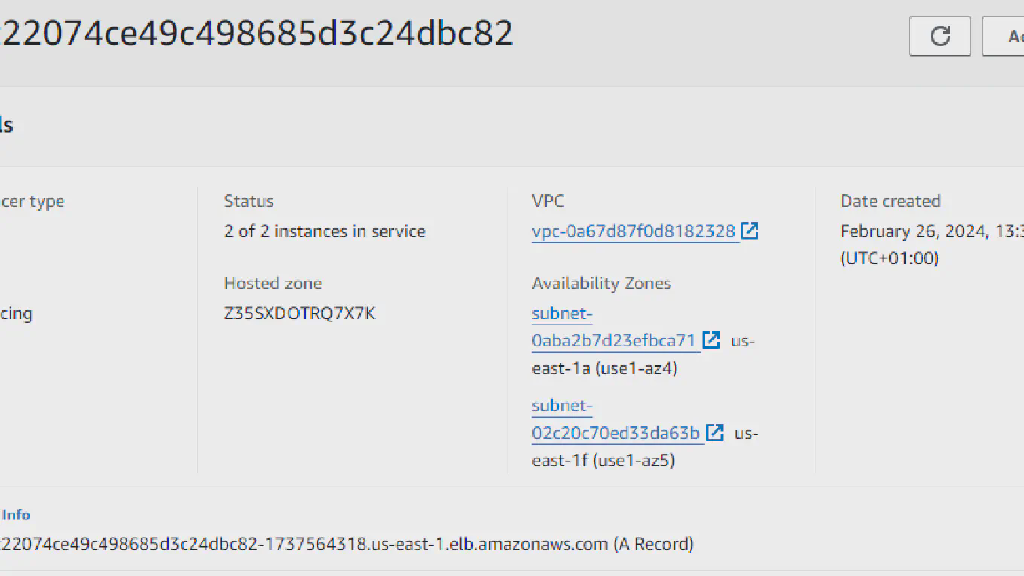 22074ce49c498685d3c24dbc82
ls
cer type
cing
Status
2 of 2 instances in service
Hosted zone
Z35SXDOTRQ7X7K
VPC
vpc-0a67d87f0d8182328
Availability Zones
subnet-
0aba2b7d23efbca71 us-
east-1a (use1-az4)
subnet-
02c20c70ed33da63b us-
east-1f (use1-az5)
Date created
February 26, 2024, 13:3
(UTC+01:00)
Info
22074ce49c498685d3c24dbc82-1737564318.us-east-1.elb.amazonaws.com (A Record)